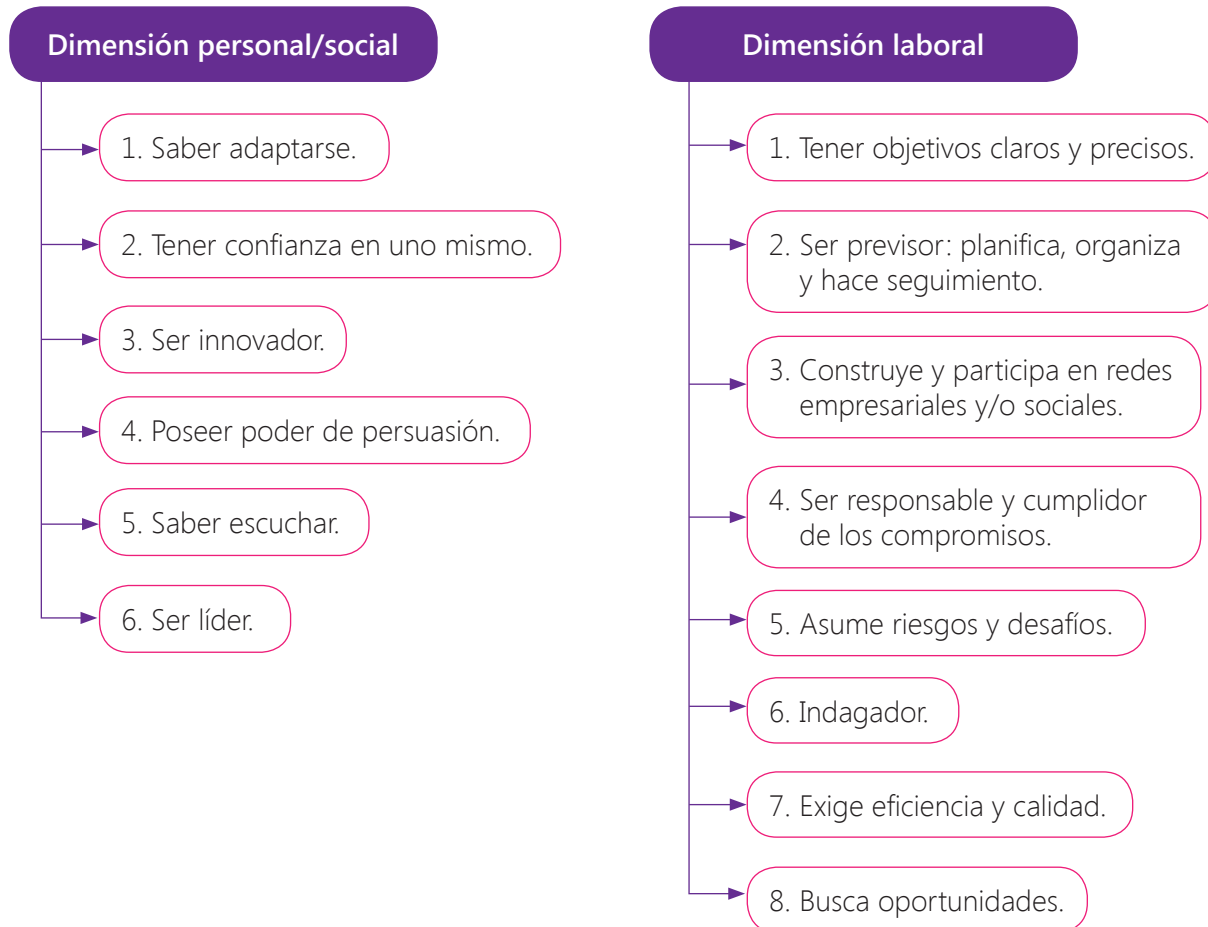 Dimensión personal/social
1. Saber adaptarse.
2. Tener confianza en uno mismo.
3. Ser innovador.
4. Poseer poder de persuasión.
5. Saber escuchar.
6. Ser líder.
Dimensión laboral
1. Tener objetivos claros y precisos.
2. Ser previsor: planifica, organiza
y hace seguimiento.
3. Construye y participa en redes
empresariales y/o sociales.
4. Ser responsable y cumplidor
de los compromisos.
5. Asume riesgos y desafíos.
6. Indagador.
7. Exige eficiencia y calidad.
8. Busca oportunidades.